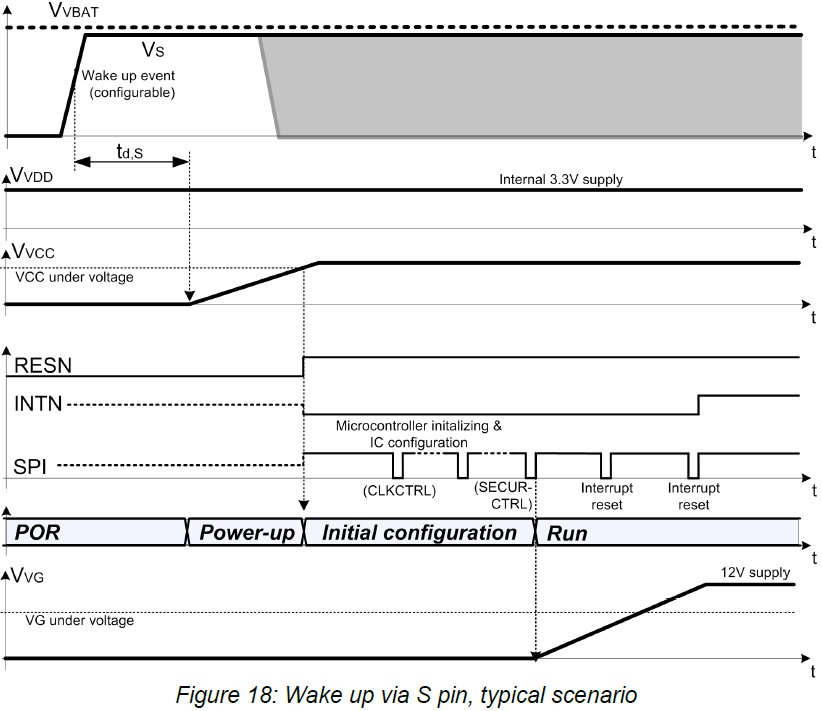 VVBAT
VS
Wake up event
(configurable)
t
td,S
VVDD
Internal 3.3V supply
t
VVCC
VCC under voltage
t
RESN
INTN
Microcontroller initalizing &
IC configuration
SPI
(CLKCTRL)
(SECUR-
CTRL)
Interrupt
reset
Interrupt
reset
t
POR
Power-up
Initial configuration
Run
t
VVG
12V supply
VG under voltage
t
Figure 18: Wake up via S pin, typical scenario